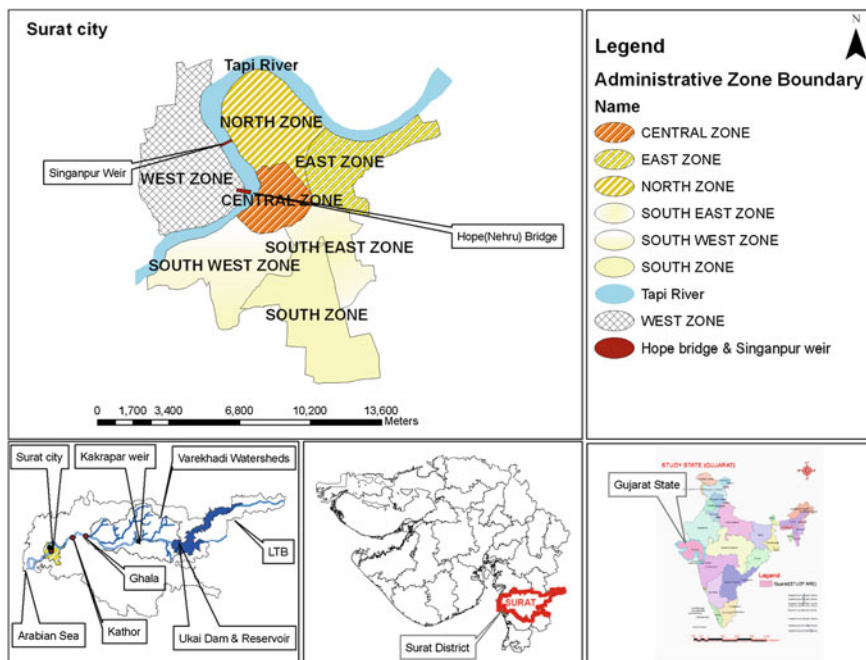 Surat city
Tapi River
NORTH ZONE
EAST ZONE
Singanpur Weir
WEST ZONE
CENTRAL ZONE
Hope(Nehru) Bridge
SOUTH EAST ZONE
SOUTH WEST ZONE
SOUTH ZONE
0 1,700 3,400 6,800 10,200 13,600
Meters
N
Legend
Administrative Zone Boundary
Name
CENTRAL ZONE
EAST ZONE
NORTH ZONE
SOUTH EAST ZONE
SOUTH WEST ZONE
SOUTH ZONE
Tapi River
WEST ZONE
Hope bridge & Singanpur weir
Surat city
Kakrapar weir
Varekhadi Watersheds
LTB
Ghala
Arabian Sea
Kathor
Ukai Dam & Reservoir
SURAT
Surat District
STUDY STATE (GUJARAT)
Gujarat State
Legend